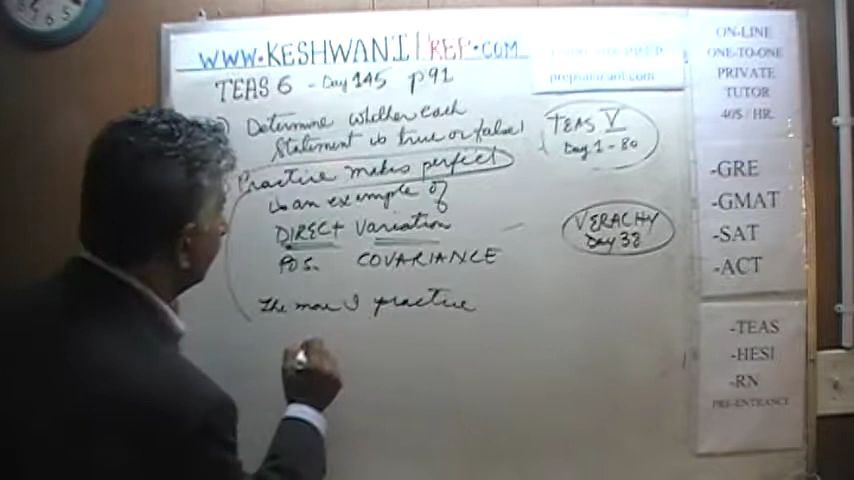 WWW.KESHWANIPREP.COM
TEAS 6 - Day 145 p91
Determine whether each
statement is true or false!
Practice makes perfect
is an example of
DIRECT Variation
POS. COVARIANCE
the more I practice
TEAS V
Day 1-80
VERACHY
Day 38
prepguarant.com
ON-LINE
ONE-TO-ONE
PRIVATE
TUTOR
40$ / HR.
-GRE
-GMAT
-SAT
-ACT
-TEAS
-HESI
-RN
PRE-ENTRANCE